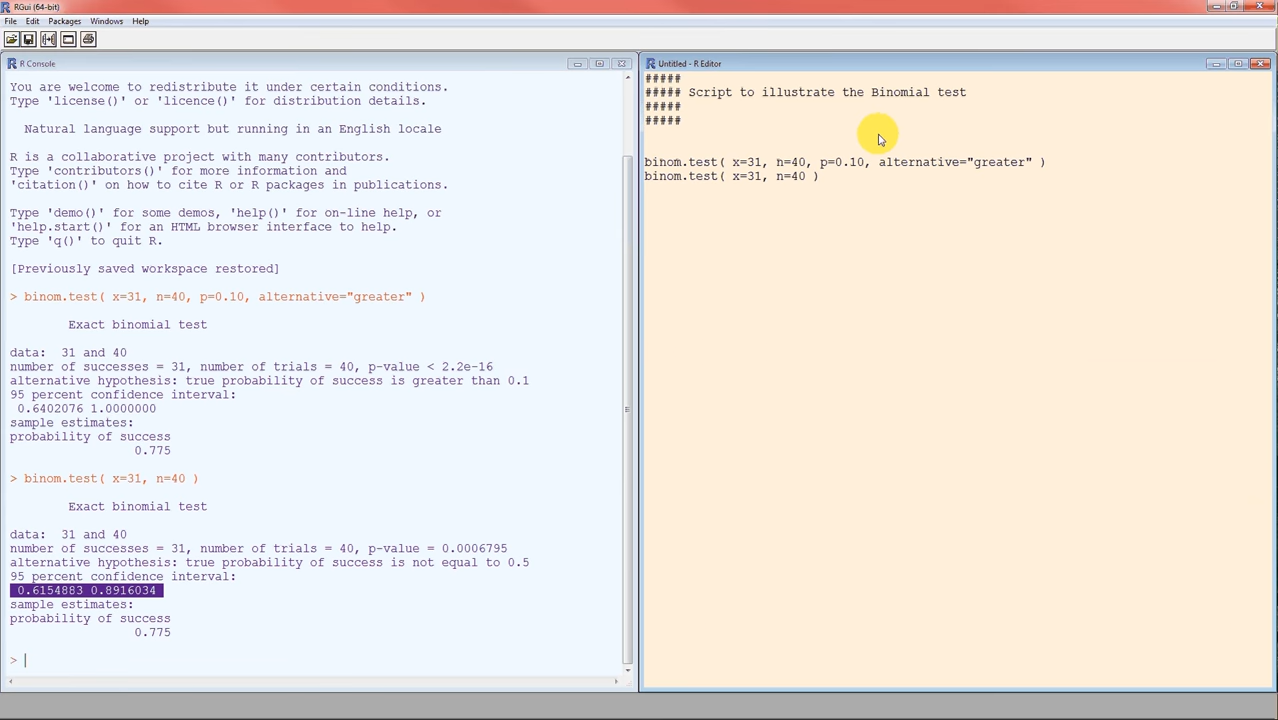 RGui (64-bit)
File Edit Packages Windows Help
R Console
You are welcome to redistribute it under certain conditions.
Type 'license()' or 'licence()' for distribution details.
Natural language support but running in an English locale
R is a collaborative project with many contributors.
Type 'contributors()' for more information and
'citation()' on how to cite R or R packages in publications.
Type 'demo()' for some demos, 'help()' for on-line help, or
'help.start()' for an HTML browser interface to help.
Type 'q()' to quit R.
[Previously saved workspace restored]
> binom.test( x=31, n=40, p=0.10, alternative="greater" )
Exact binomial test
data:  31 and 40
number of successes = 31, number of trials = 40, p-value < 2.2e-16
alternative hypothesis: true probability of success is greater than 0.1
95 percent confidence interval:
0.6402076 1.0000000
sample estimates:
probability of success
0.775
> binom.test( x=31, n=40 )
Exact binomial test
data:  31 and 40
number of successes = 31, number of trials = 40, p-value = 0.0006795
alternative hypothesis: true probability of success is not equal to 0.5
95 percent confidence interval:
0.6154883 0.8916034
sample estimates:
probability of success
0.775
>
Untitled - R Editor
#####
##### Script to illustrate the Binomial test
#####
#####
binom.test( x=31, n=40, p=0.10, alternative="greater" )
binom.test( x=31, n=40 )